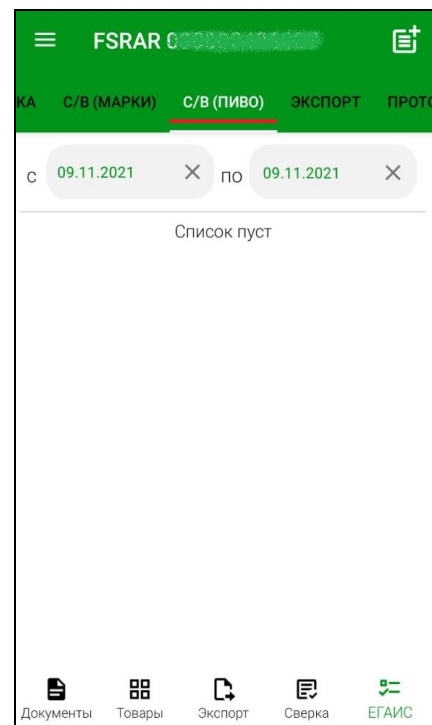 FSRAR
КА С/В (МАРКИ) С/В (ПИВО) ЭКСПОРТ ПРОТО
с 09.11.2021 по 09.11.2021
Список пуст
Документы Товары Экспорт Сверка ЕГАИС